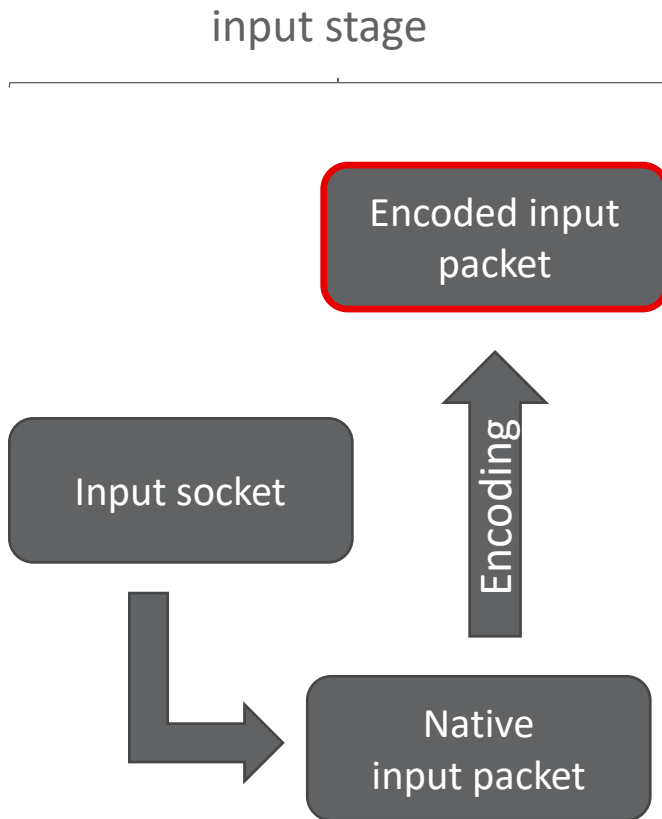 input stage
Encoded input
packet
Input socket
Encoding
Native
input packet